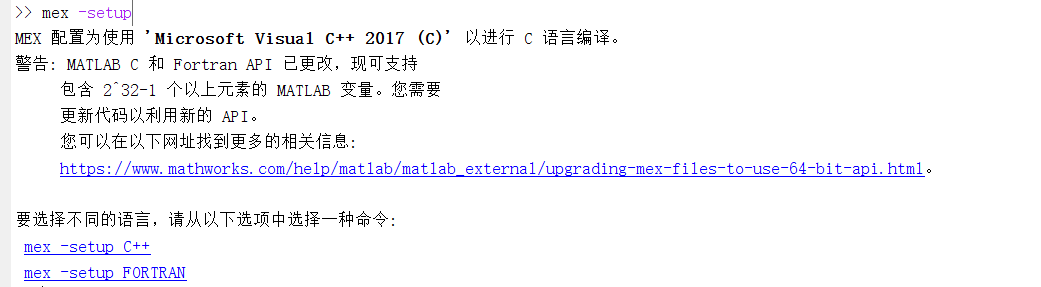 >> mex -setup
MEX 配置为使用 'Microsoft Visual C++ 2017 (C)' 以进行 C 语言编译。
警告: MATLAB C 和 Fortran API 已更改，现可支持
包含 2^32-1 个以上元素的 MATLAB 变量。您需要
更新代码以利用新的 API。
您可以在以下网址找到更多的相关信息:
https://www.mathworks.com/help/matlab/matlab_external/upgrading-mex-files-to-use-64-bit-api.html。
要选择不同的语言，请从以下选项中选择一种命令:
mex -setup C++
mex -setup FORTRAN